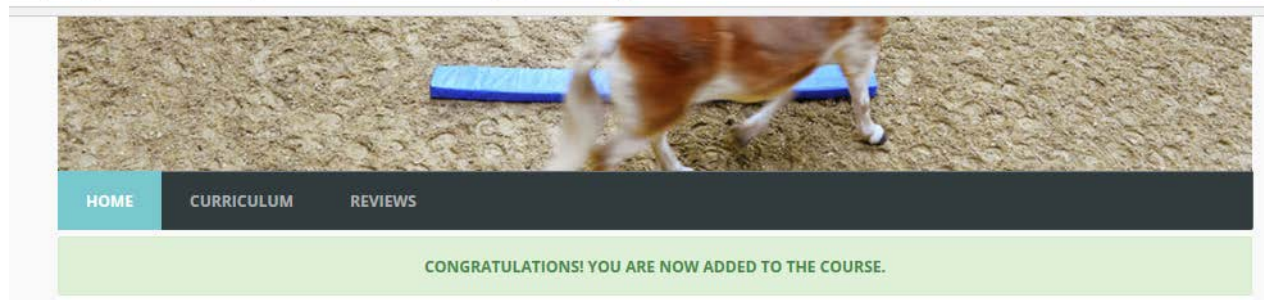 HOME CURRICULUM REVIEWS
CONGRATULATIONS! YOU ARE NOW ADDED TO THE COURSE.